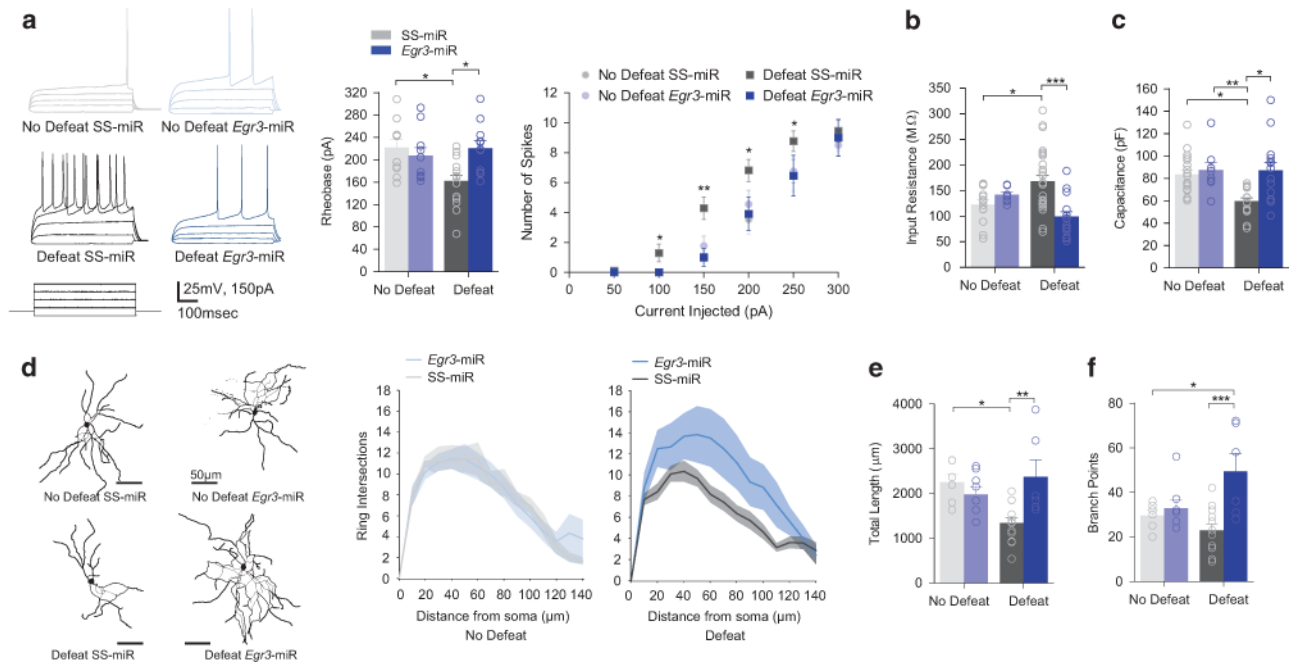 a
No Defeat SS-miR
No Defeat Egr3-miR
Defeat SS-miR
Defeat Egr3-miR
25mV, 150pA
100msec
SS-miR
Egr3-miR
*
*
Rheobase (pA)
320
280
240
200
160
120
80
40
0
No Defeat
Defeat
No Defeat SS-miR
Defeat SS-miR
No Defeat Egr3-miR
Defeat Egr3-miR
Number of Spikes
12
10
8
6
4
2
0
*
**
*
*
0
50
100
150
200
250
300
Current Injected (pA)
b
*
***
Input Resistance (MΩ)
350
300
250
200
150
100
50
0
No Defeat
Defeat
c
*
**
*
Capacitance (pF)
160
140
120
100
80
60
40
20
0
No Defeat
Defeat
d
No Defeat SS-miR
50µm
No Defeat Egr3-miR
Defeat SS-miR
Defeat Egr3-miR
Egr3-miR
SS-miR
Ring Intersections
18
16
14
12
10
8
6
4
2
0
0 20 40 60 80 100 120 140
Distance from soma (µm)
No Defeat
Egr3-miR
SS-miR
18
16
14
12
10
8
6
4
2
0
0 20 40 60 80 100 120 140
Distance from soma (µm)
Defeat
e
*
**
Total Length (µm)
4000
3000
2000
1000
0
No Defeat
Defeat
f
*
***
Branch Points
80
60
40
20
0
No Defeat
Defeat